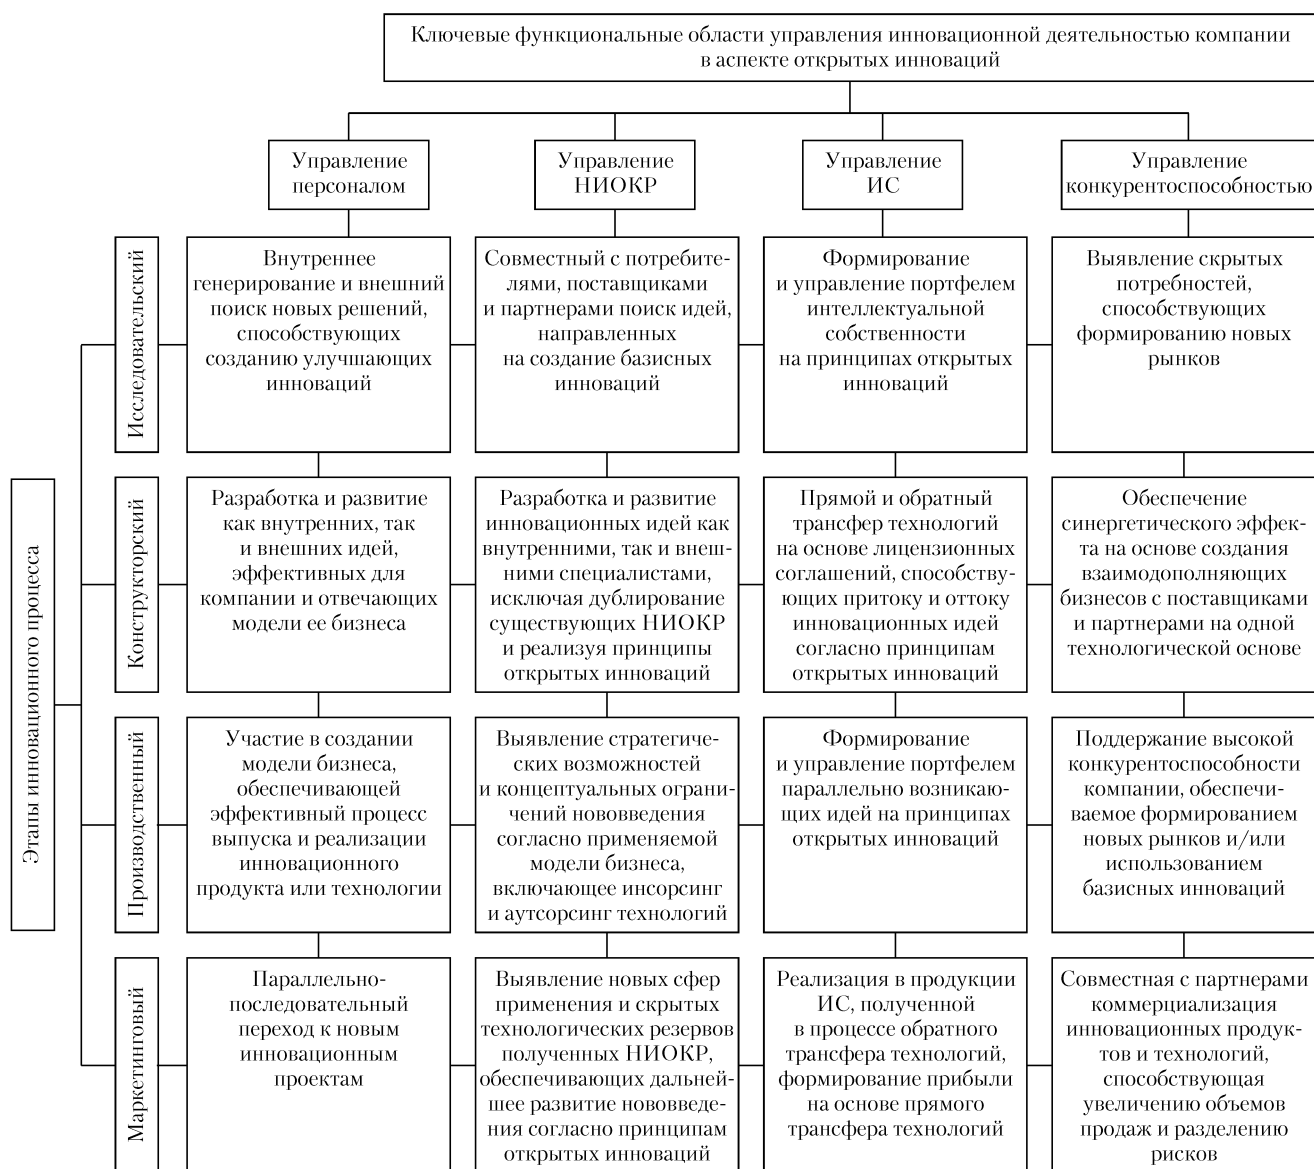 Ключевые функциональные области управления инновационной деятельностью компании
в аспекте открытых инноваций
Управление
персоналом
Управление
НИОКР
Управление
ИС
Управление
конкурентоспособностью
Этапы инновационного процесса
Исследовательский
Внутреннее
генерирование и внешний
поиск новых решений,
способствующих
созданию улучшающих
инноваций
Совместный с потребите-
лями, поставщиками
и партнерами поиск идей,
направленных
на создание базисных
инноваций
Формирование
и управление портфелем
интеллектуальной
собственности
на принципах открытых
инноваций
Выявление скрытых
потребностей,
способствующих
формированию новых
рынков
Конструкторский
Разработка и развитие
как внутренних, так
и внешних идей,
эффективных для
компании и отвечающих
модели ее бизнеса
Разработка и развитие
инновационных идей как
внутренними, так и внеш-
ними специалистами,
исключая дублирование
существующих НИОКР
и реализуя принципы
открытых инноваций
Прямой и обратный
трансфер технологий
на основе лицензионных
соглашений, способству-
ющих притоку и оттоку
инновационных идей
согласно принципам
открытых инноваций
Обеспечение
синергетического эффек-
та на основе создания
взаимодополняющих
бизнесов с поставщиками
и партнерами на одной
технологической основе
Производственный
Участие в создании
модели бизнеса,
обеспечивающей
эффективный процесс
выпуска и реализации
инновационного
продукта или технологии
Выявление стратегиче-
ских возможностей
и концептуальных ограни-
чений нововведения
согласно применяемой
модели бизнеса,
включающее инсорсинг
и аутсорсинг технологий
Формирование
и управление портфелем
параллельно возникаю-
щих идей на принципах
открытых инноваций
Поддержание высокой
конкурентоспособности
компании, обеспечи-
ваемое формированием
новых рынков и/или
использованием
базисных инноваций
Маркетинговый
Параллельно-
последовательный
переход к новым
инновационным
проектам
Выявление новых сфер
применения и скрытых
технологических резервов
полученных НИОКР,
обеспечивающих дальней-
шее развитие нововведе-
ния согласно принципам
открытых инноваций
Реализация в продукции
ИС, полученной
в процессе обратного
трансфера технологий,
формирование прибыли
на основе прямого
трансфера технологий
Совместная с партнерами
коммерциализация
инновационных продук-
тов и технологий,
способствующая
увеличению объемов
продаж и разделению
рисков